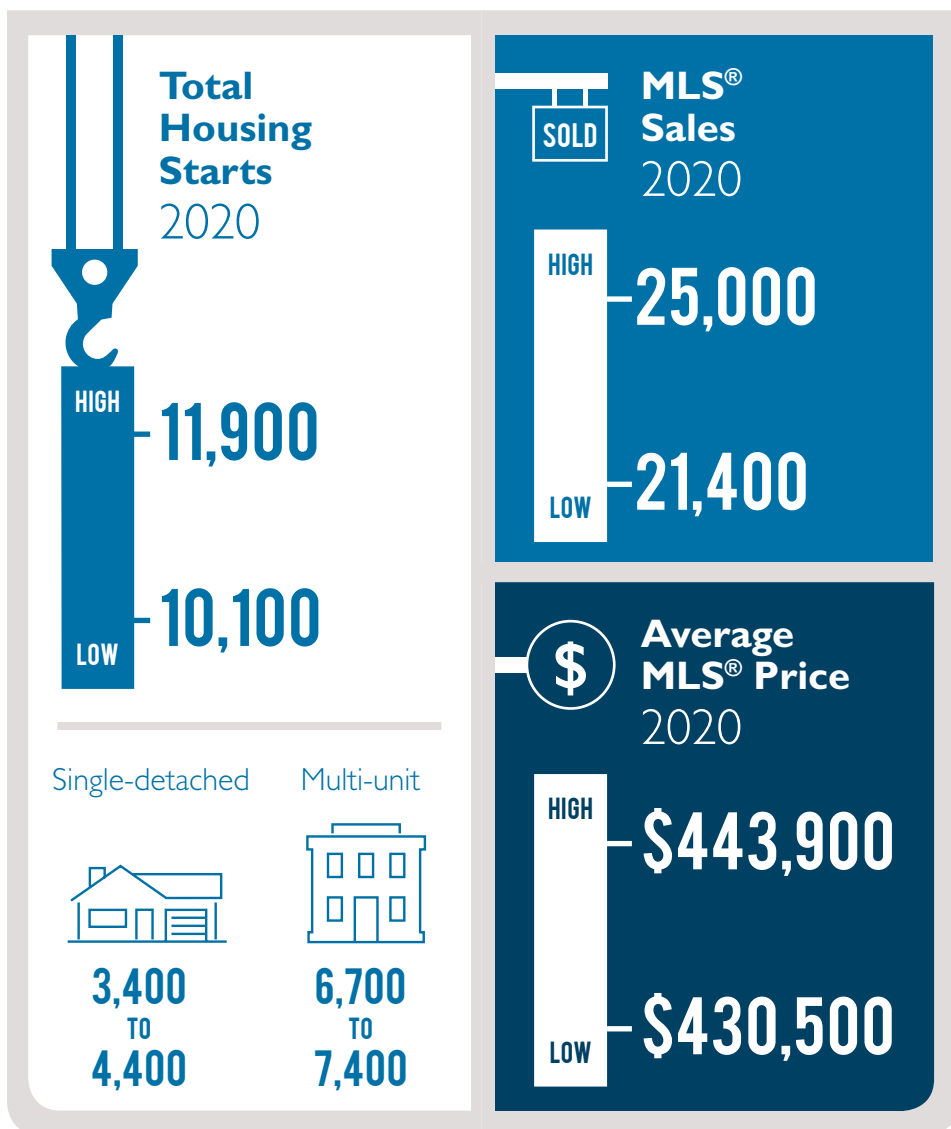 Total
Housing
Starts
2020
HIGH
11,900
10,100
LOW
Single-detached
Multi-unit
3,400
TO
4,400
6,700
TO
7,400
SOLD
MLS®
Sales
2020
HIGH
25,000
21,400
LOW
$
Average
MLS® Price
2020
HIGH
$443,900
$430,500
LOW